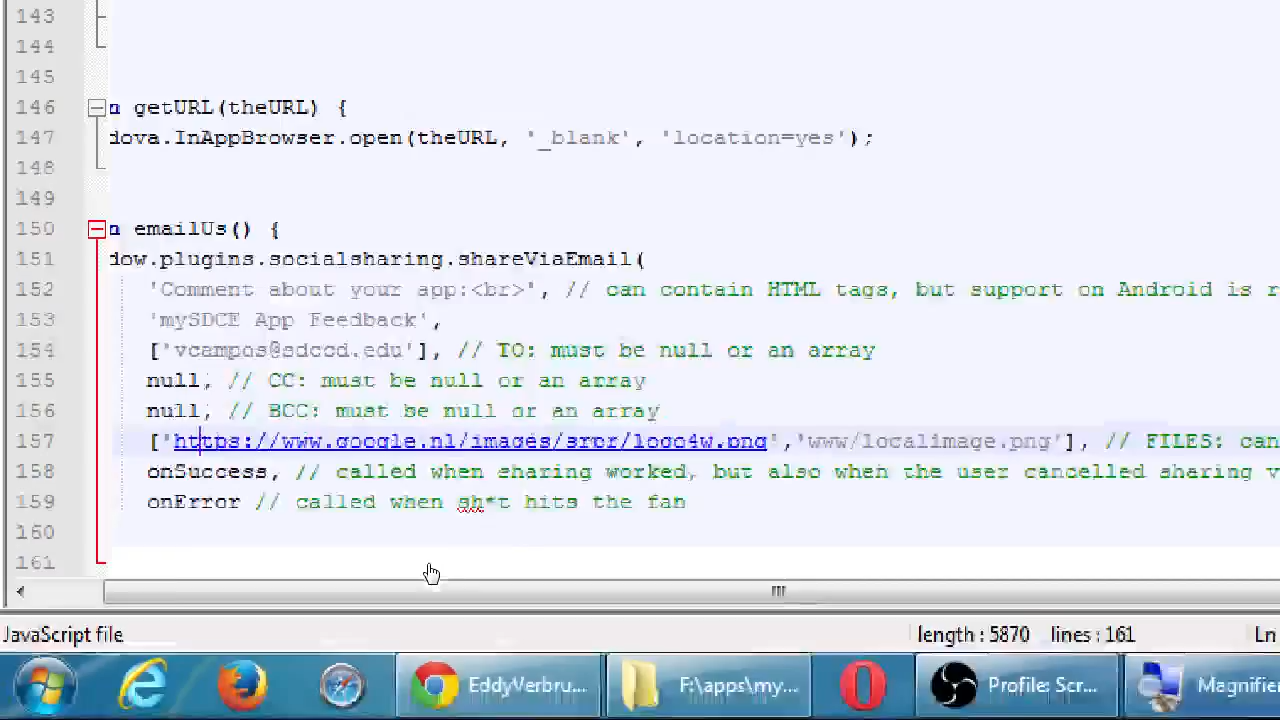 143
144
145
146 n getURL(theURL) {
147 dova.InAppBrowser.open(theURL, '_blank', 'location=yes');
148
149
150 n emailUs() {
151 dow.plugins.socialsharing.shareViaEmail(
152 'Comment about your app:<br>', // can contain HTML tags, but support on Android is
153 'mySDCE App Feedback',
154 ['vcampos@sdccd.edu'], // TO: must be null or an array
155 null, // CC: must be null or an array
156 null, // BCC: must be null or an array
157 ['https://www.google.nl/images/srpr/logo4w.png','www/localimage.png'], // FILES: can
158 onSuccess, // called when sharing worked, but also when the user cancelled sharing v
159 onError // called when sh*t hits the fan
160
161
JavaScript file length : 5870 lines : 161 Ln
EddyVerbru... F:\apps\my... Profile: Scr... Magnifier